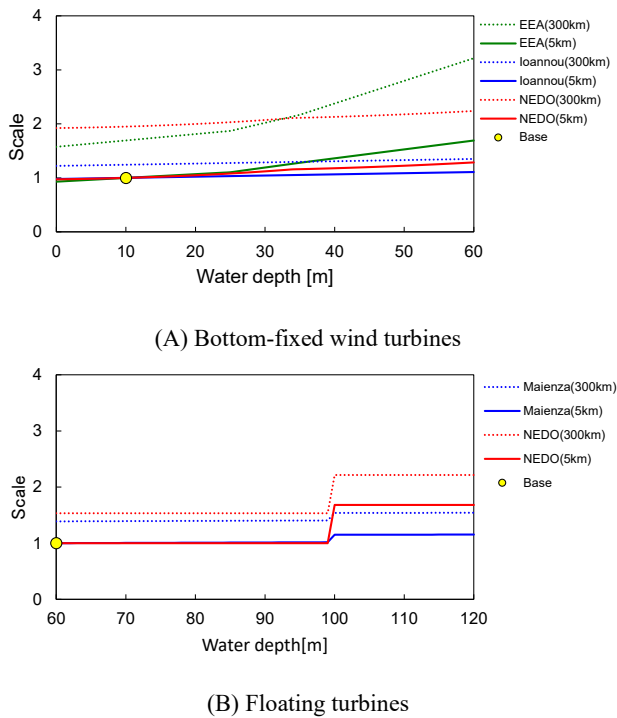 4
3
2
1
0
Scale
0 10 20 30 40 50 60
Water depth [m]
EEA(300km)
EEA(5km)
Ioannou(300km)
Ioannou(5km)
NEDO(300km)
NEDO(5km)
Base
(A) Bottom-fixed wind turbines
4
3
2
1
0
Scale
60 70 80 90 100 110 120
Water depth[m]
Maienza(300km)
Maienza(5km)
NEDO(300km)
NEDO(5km)
Base
(B) Floating turbines